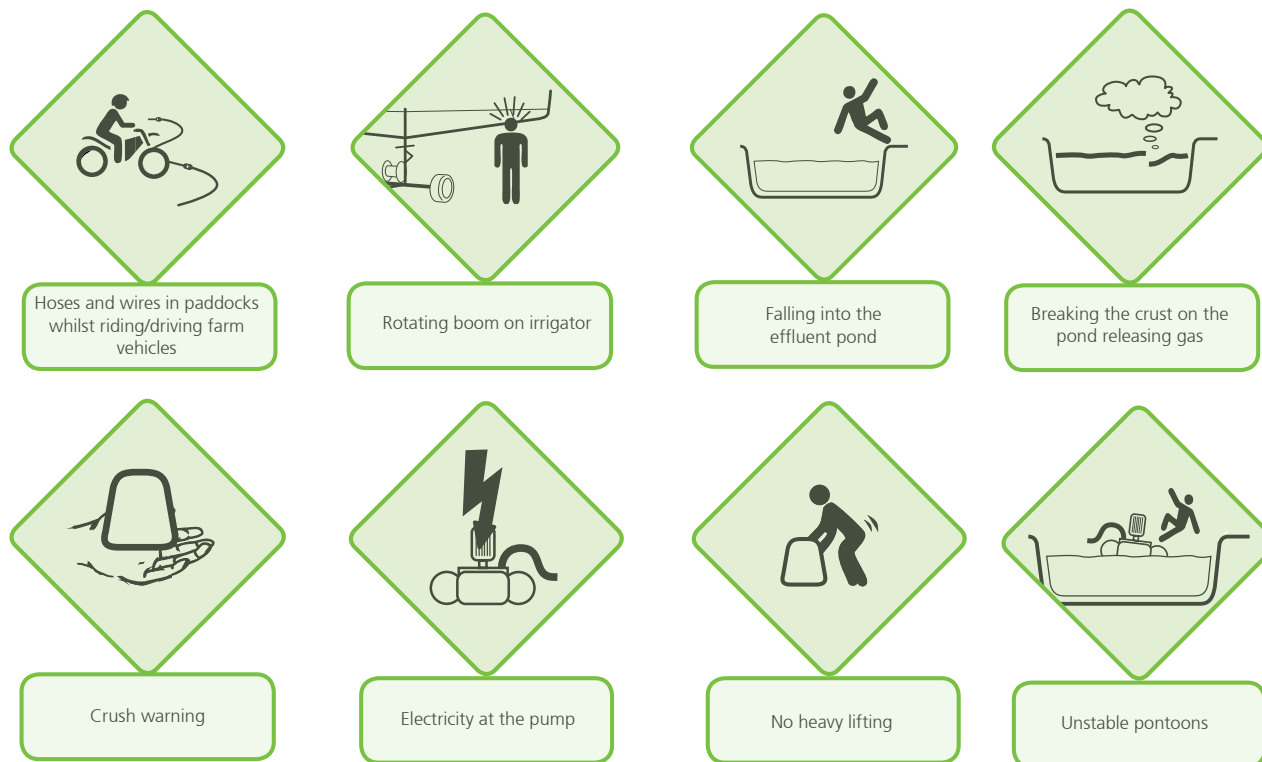 Hoses and wires in paddocks
whilst riding/driving farm
vehicles
Rotating boom on irrigator
Falling into the
effluent pond
Breaking the crust on the
pond releasing gas
Crush warning
Electricity at the pump
No heavy lifting
Unstable pontoons